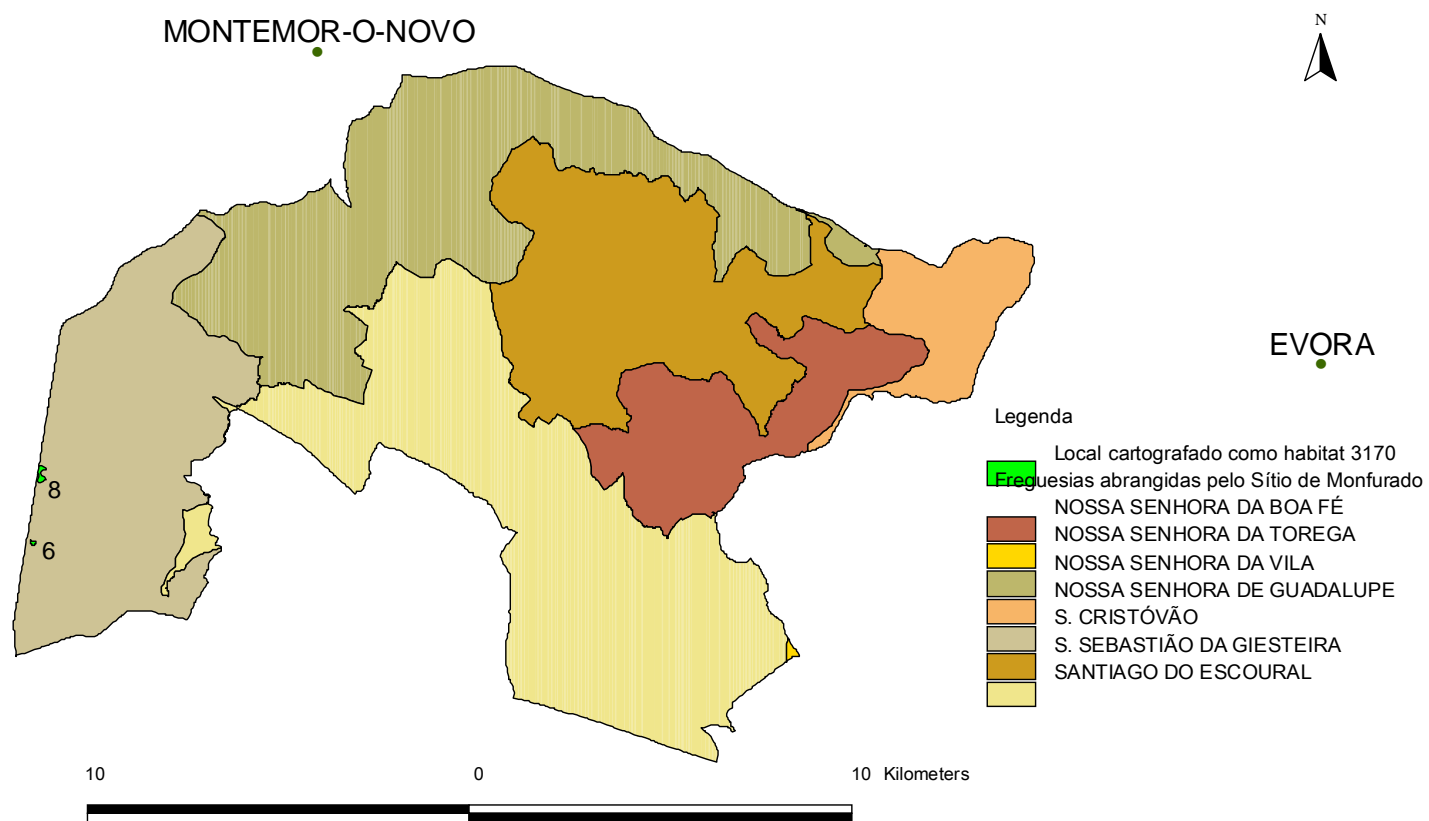 MONTEMOR-O-NOVO
N
EVORA
8
6
Legenda
Local cartografado como habitat 3170
Freguesias abrangidas pelo Sítio de Monfurado
NOSSA SENHORA DA BOA FÉ
NOSSA SENHORA DA TOREGA
NOSSA SENHORA DA VILA
NOSSA SENHORA DE GUADALUPE
S. CRISTÓVÃO
S. SEBASTIÃO DA GIESTEIRA
SANTIAGO DO ESCOURAL
10 0 10 Kilometers